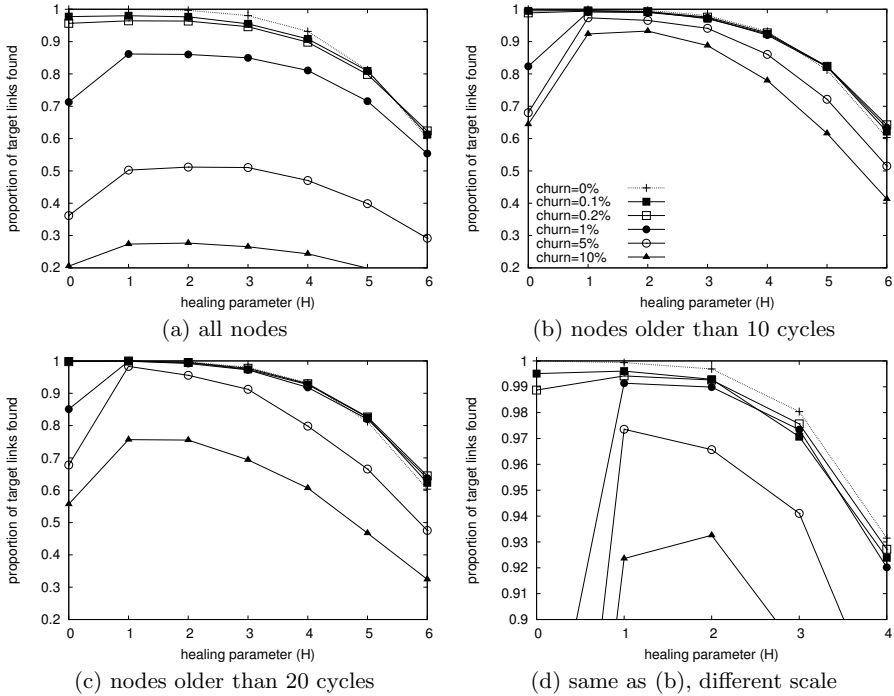 1
0.9
0.8
0.7
0.6
0.5
0.4
0.3
0.2
proportion of target links found
0 1 2 3 4 5 6
healing parameter (H)
(a) all nodes
1
0.9
0.8
0.7
0.6
0.5
0.4
0.3
0.2
proportion of target links found
churn=0%
churn=0.1%
churn=0.2%
churn=1%
churn=5%
churn=10%
0 1 2 3 4 5 6
healing parameter (H)
(b) nodes older than 10 cycles
1
0.9
0.8
0.7
0.6
0.5
0.4
0.3
0.2
proportion of target links found
0 1 2 3 4 5 6
healing parameter (H)
(c) nodes older than 20 cycles
1
0.99
0.98
0.97
0.96
0.95
0.94
0.93
0.92
0.91
0.9
proportion of target links found
0 1 2 3 4
healing parameter (H)
(d) same as (b), different scale